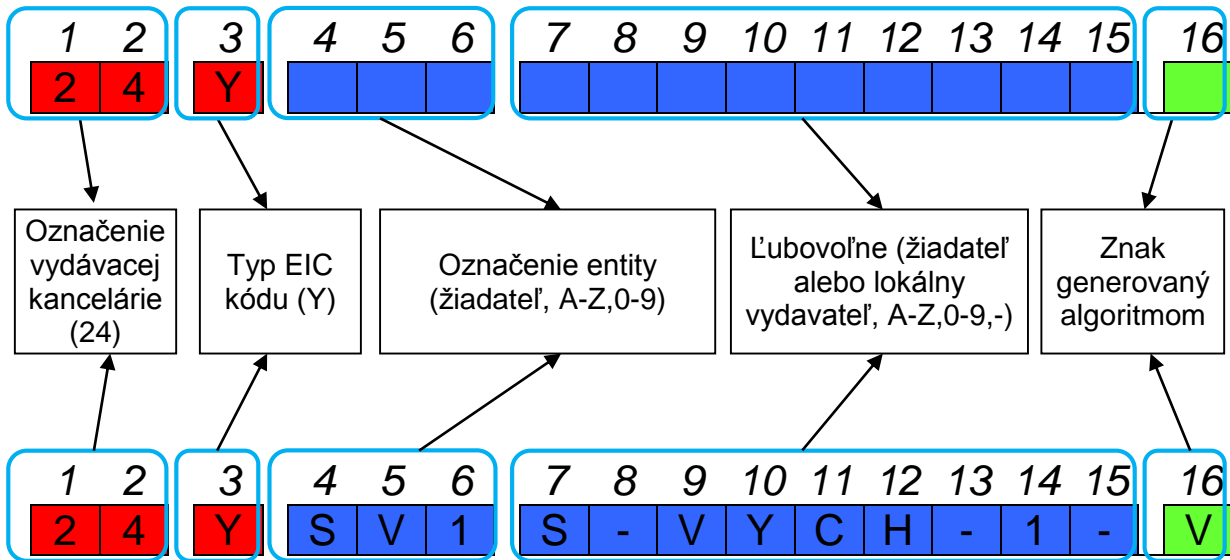 1 2 3 4 5 6 7 8 9 10 11 12 13 14 15 16
2 4 Y
Označenie
vydávacej
kancelárie
(24)
Typ EIC
kódu (Y)
Označenie entity
(žiadateľ, A-Z,0-9)
Ľubovoľne (žiadateľ
alebo lokálny
vydavateľ, A-Z,0-9,-)
Znak
generovaný
algoritmom
1 2 3 4 5 6 7 8 9 10 11 12 13 14 15 16
2 4 Y S V 1 S - V Y C H - 1 - V